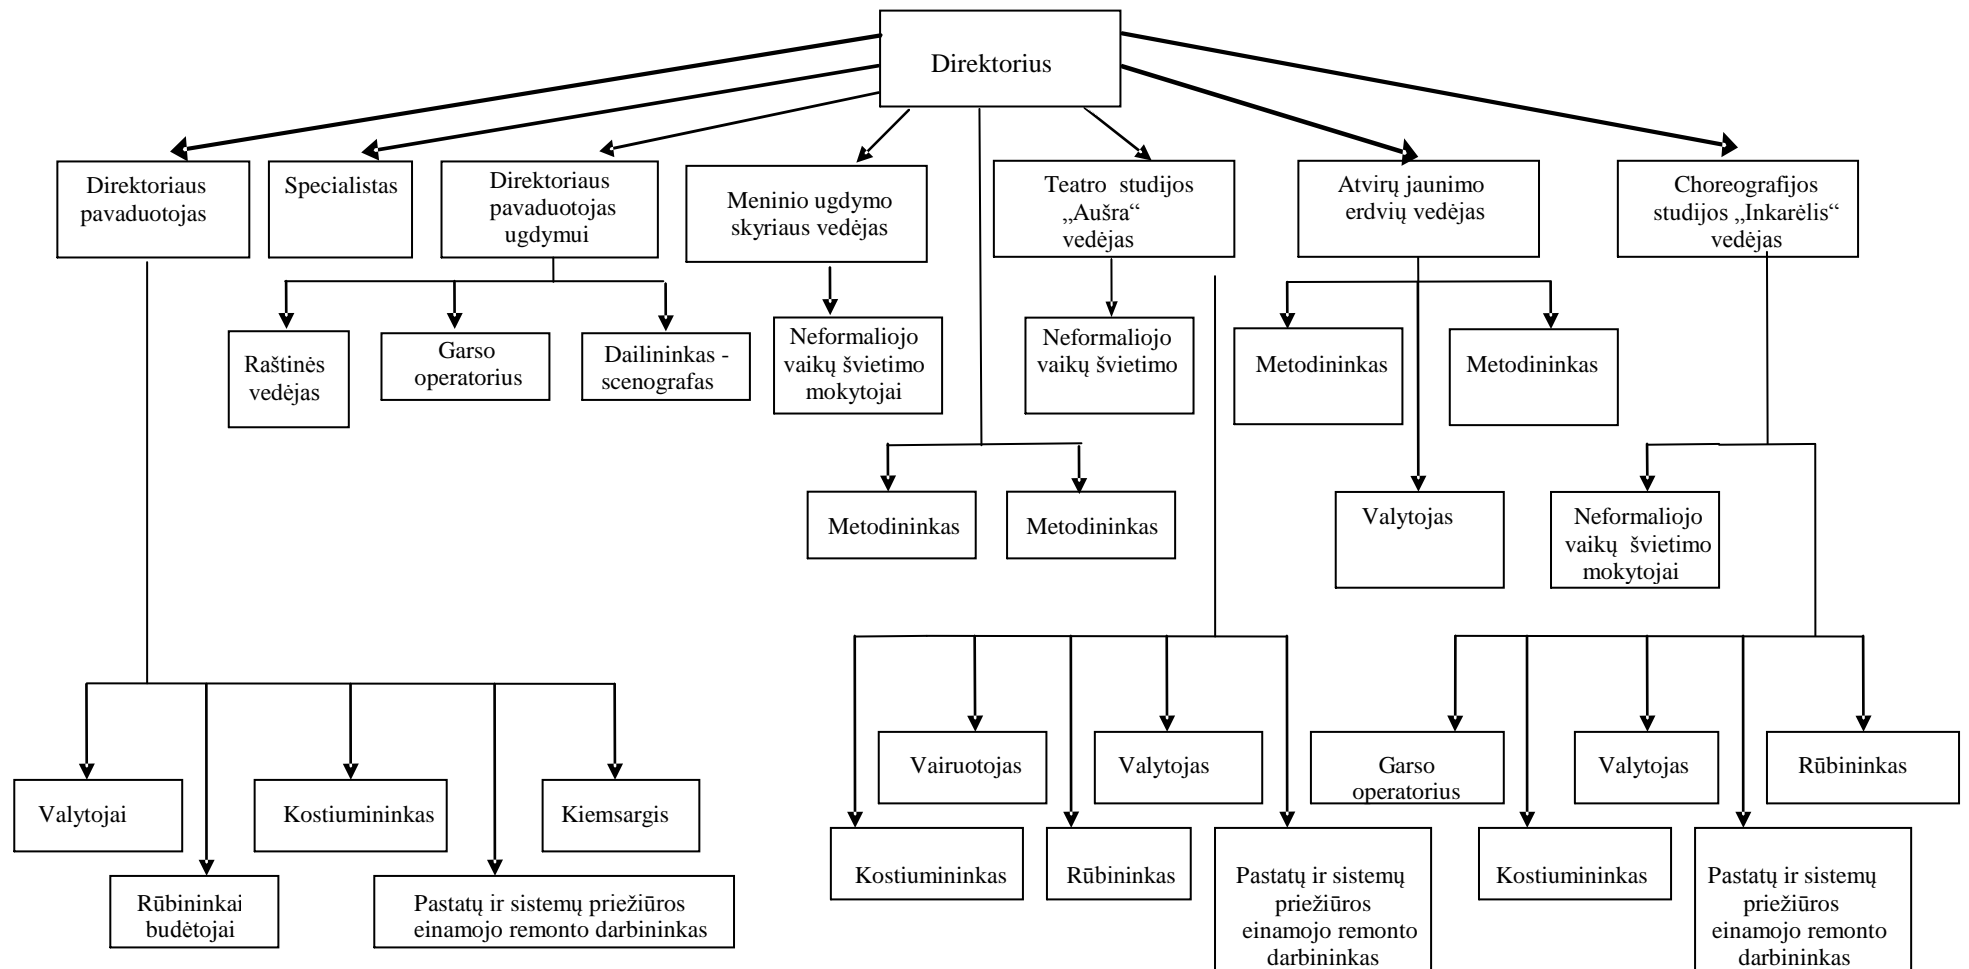 Direktorius
Direktoriaus
pavaduotojas
Specialistas
Direktoriaus
pavaduotojas
ugdymui
Meninio ugdymo
skyriaus vedėjas
Teatro studijos
„Aušra“
vedėjas
Atvirų jaunimo
erdvių vedėjas
Choreografijos
studijos „Inkarėlis“
vedėjas
Raštinės
vedėjas
Garso
operatorius
Dailininkas -
scenografas
Neformaliojo
vaikų švietimo
mokytojai
Neformaliojo
vaikų švietimo
Metodininkas
Metodininkas
Metodininkas
Metodininkas
Valytojas
Neformaliojo
vaikų švietimo
mokytojai
Vairuotojas
Valytojas
Garso
operatorius
Valytojas
Rūbininkas
Valytojai
Kostiumininkas
Kiemsargis
Kostiumininkas
Rūbininkas
Pastatų ir sistemų
priežiūros
einamojo remonto
darbininkas
Kostiumininkas
Pastatų ir sistemų
priežiūros
einamojo remonto
darbininkas
Rūbininkai
budėtojai
Pastatų ir sistemų priežiūros
einamojo remonto darbininkas